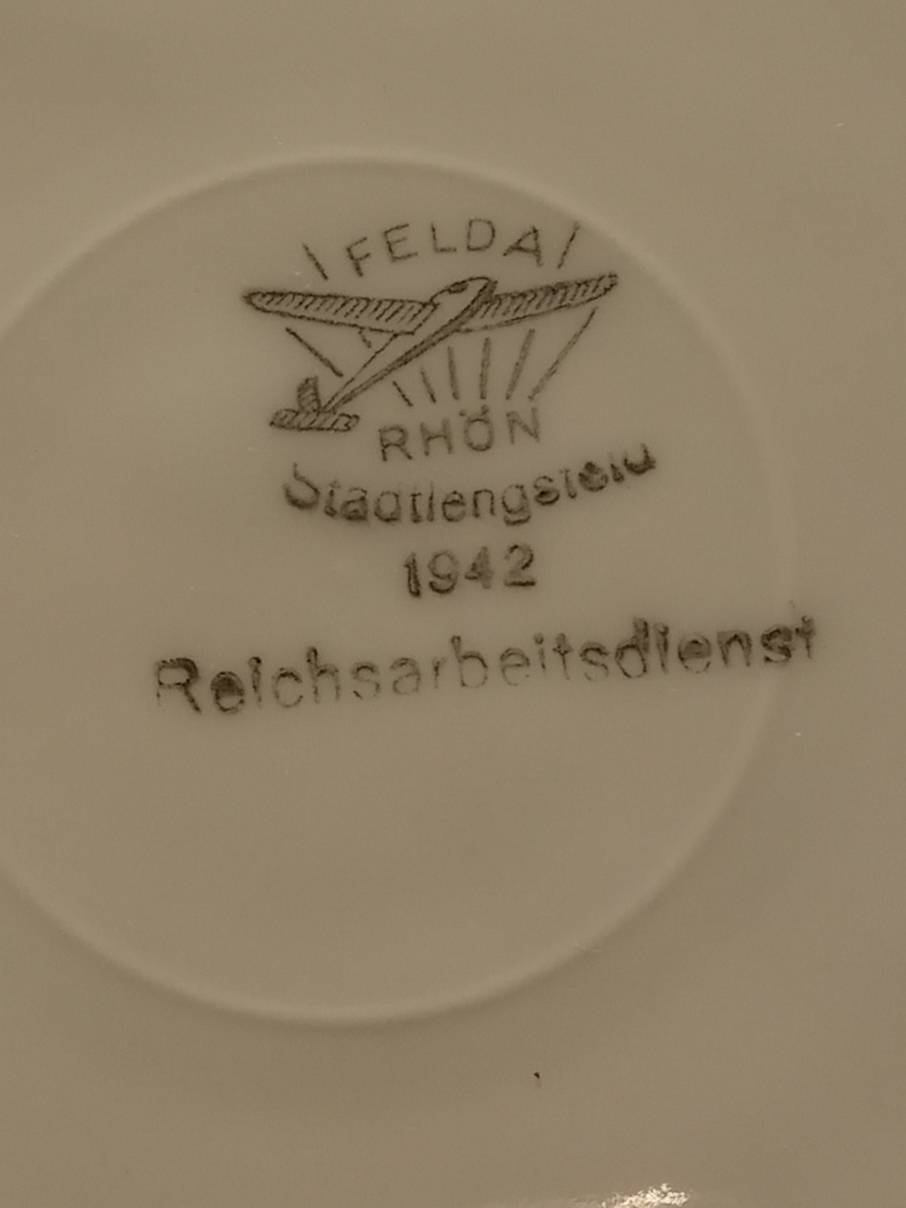 FELDA
RHÖN
Stadtlengsfeld
1942
Reichsarbeitsdienst